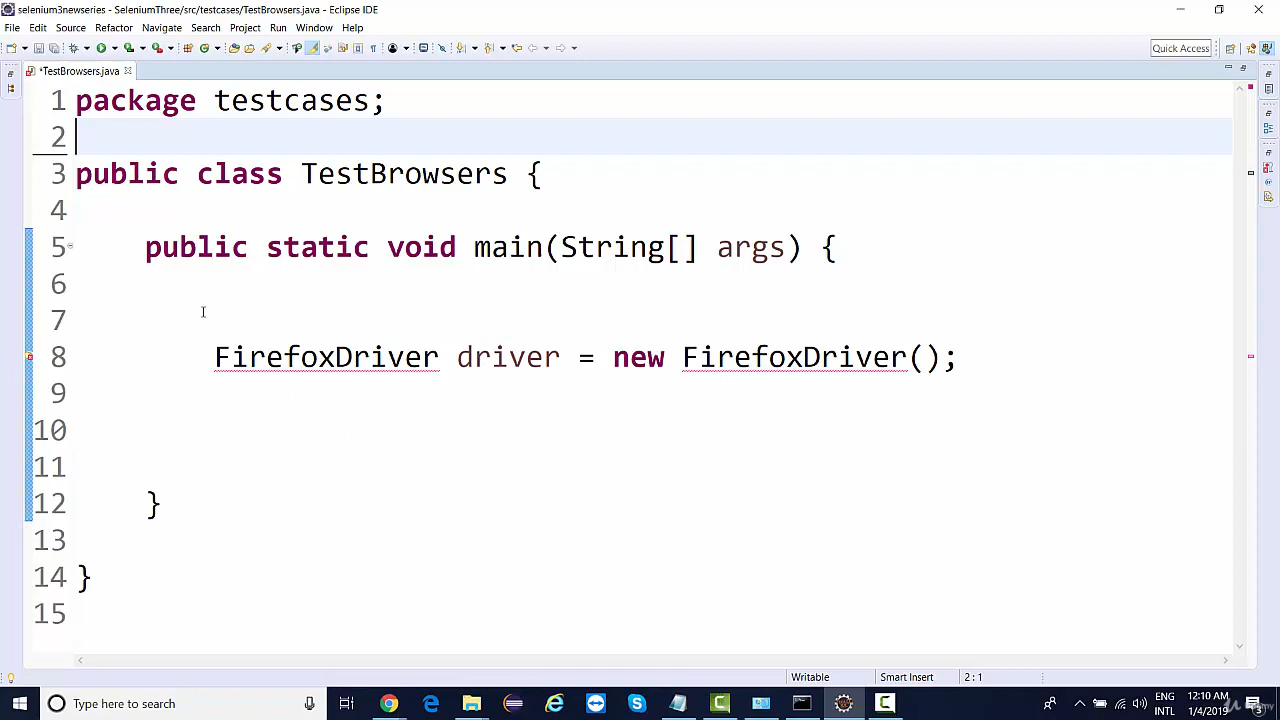 selenium3newseries - SeleniumThree/src/testcases/TestBrowsers.java - Eclipse IDE
File Edit Source Refactor Navigate Search Project Run Window Help
Quick Access
*TestBrowsers.java
1 package testcases;
2
3 public class TestBrowsers {
4
5 public static void main(String[] args) {
6
7
8 FirefoxDriver driver = new FirefoxDriver();
9
10
11
12 }
13
14 }
15
Writable Smart Insert 2 : 1
Type here to search
ENG
INTL
12:10 AM
1/4/2019